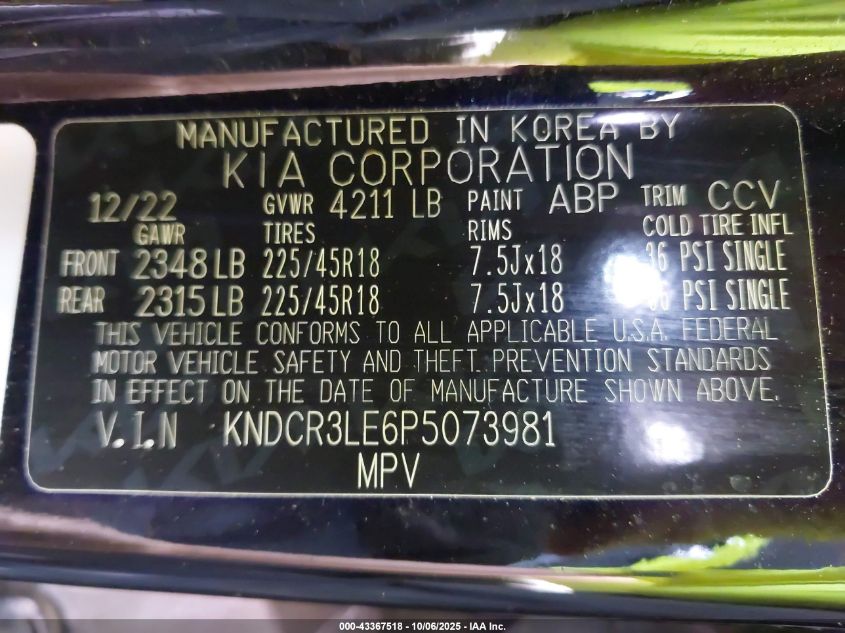 MANUFACTURED IN KOREA BY
KIA CORPORATION
12/22 GVWR 4211 LB PAINT ABP TRIM CCV
GAWR TIRES RIMS COLD TIRE INFL
FRONT 2348 LB 225/45R18 7.5Jx18 36 PSI SINGLE
REAR 2315 LB 225/45R18 7.5Jx18 PSI SINGLE
THIS VEHICLE CONFORMS TO ALL APPLICABLE U.S.A. FEDERAL
MOTOR VEHICLE SAFETY AND THEFT PREVENTION STANDARDS
IN EFFECT ON THE DATE OF MANUFACTURE SHOWN ABOVE.
V.I.N KNDCR3LE6P5073981
MPV
000-43367518 - 10/06/2025 - IAA Inc.